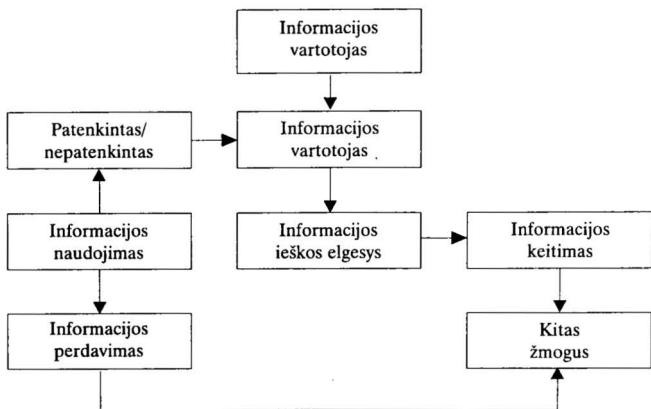 Informacijos
vartotojas
Patenkintas/
nepatenkintas
Informacijos
vartotojas
Informacijos
naudojimas
Informacijos
ieškos elgesys
Informacijos
keitimas
Informacijos
perdavimas
Kitas
žmogus